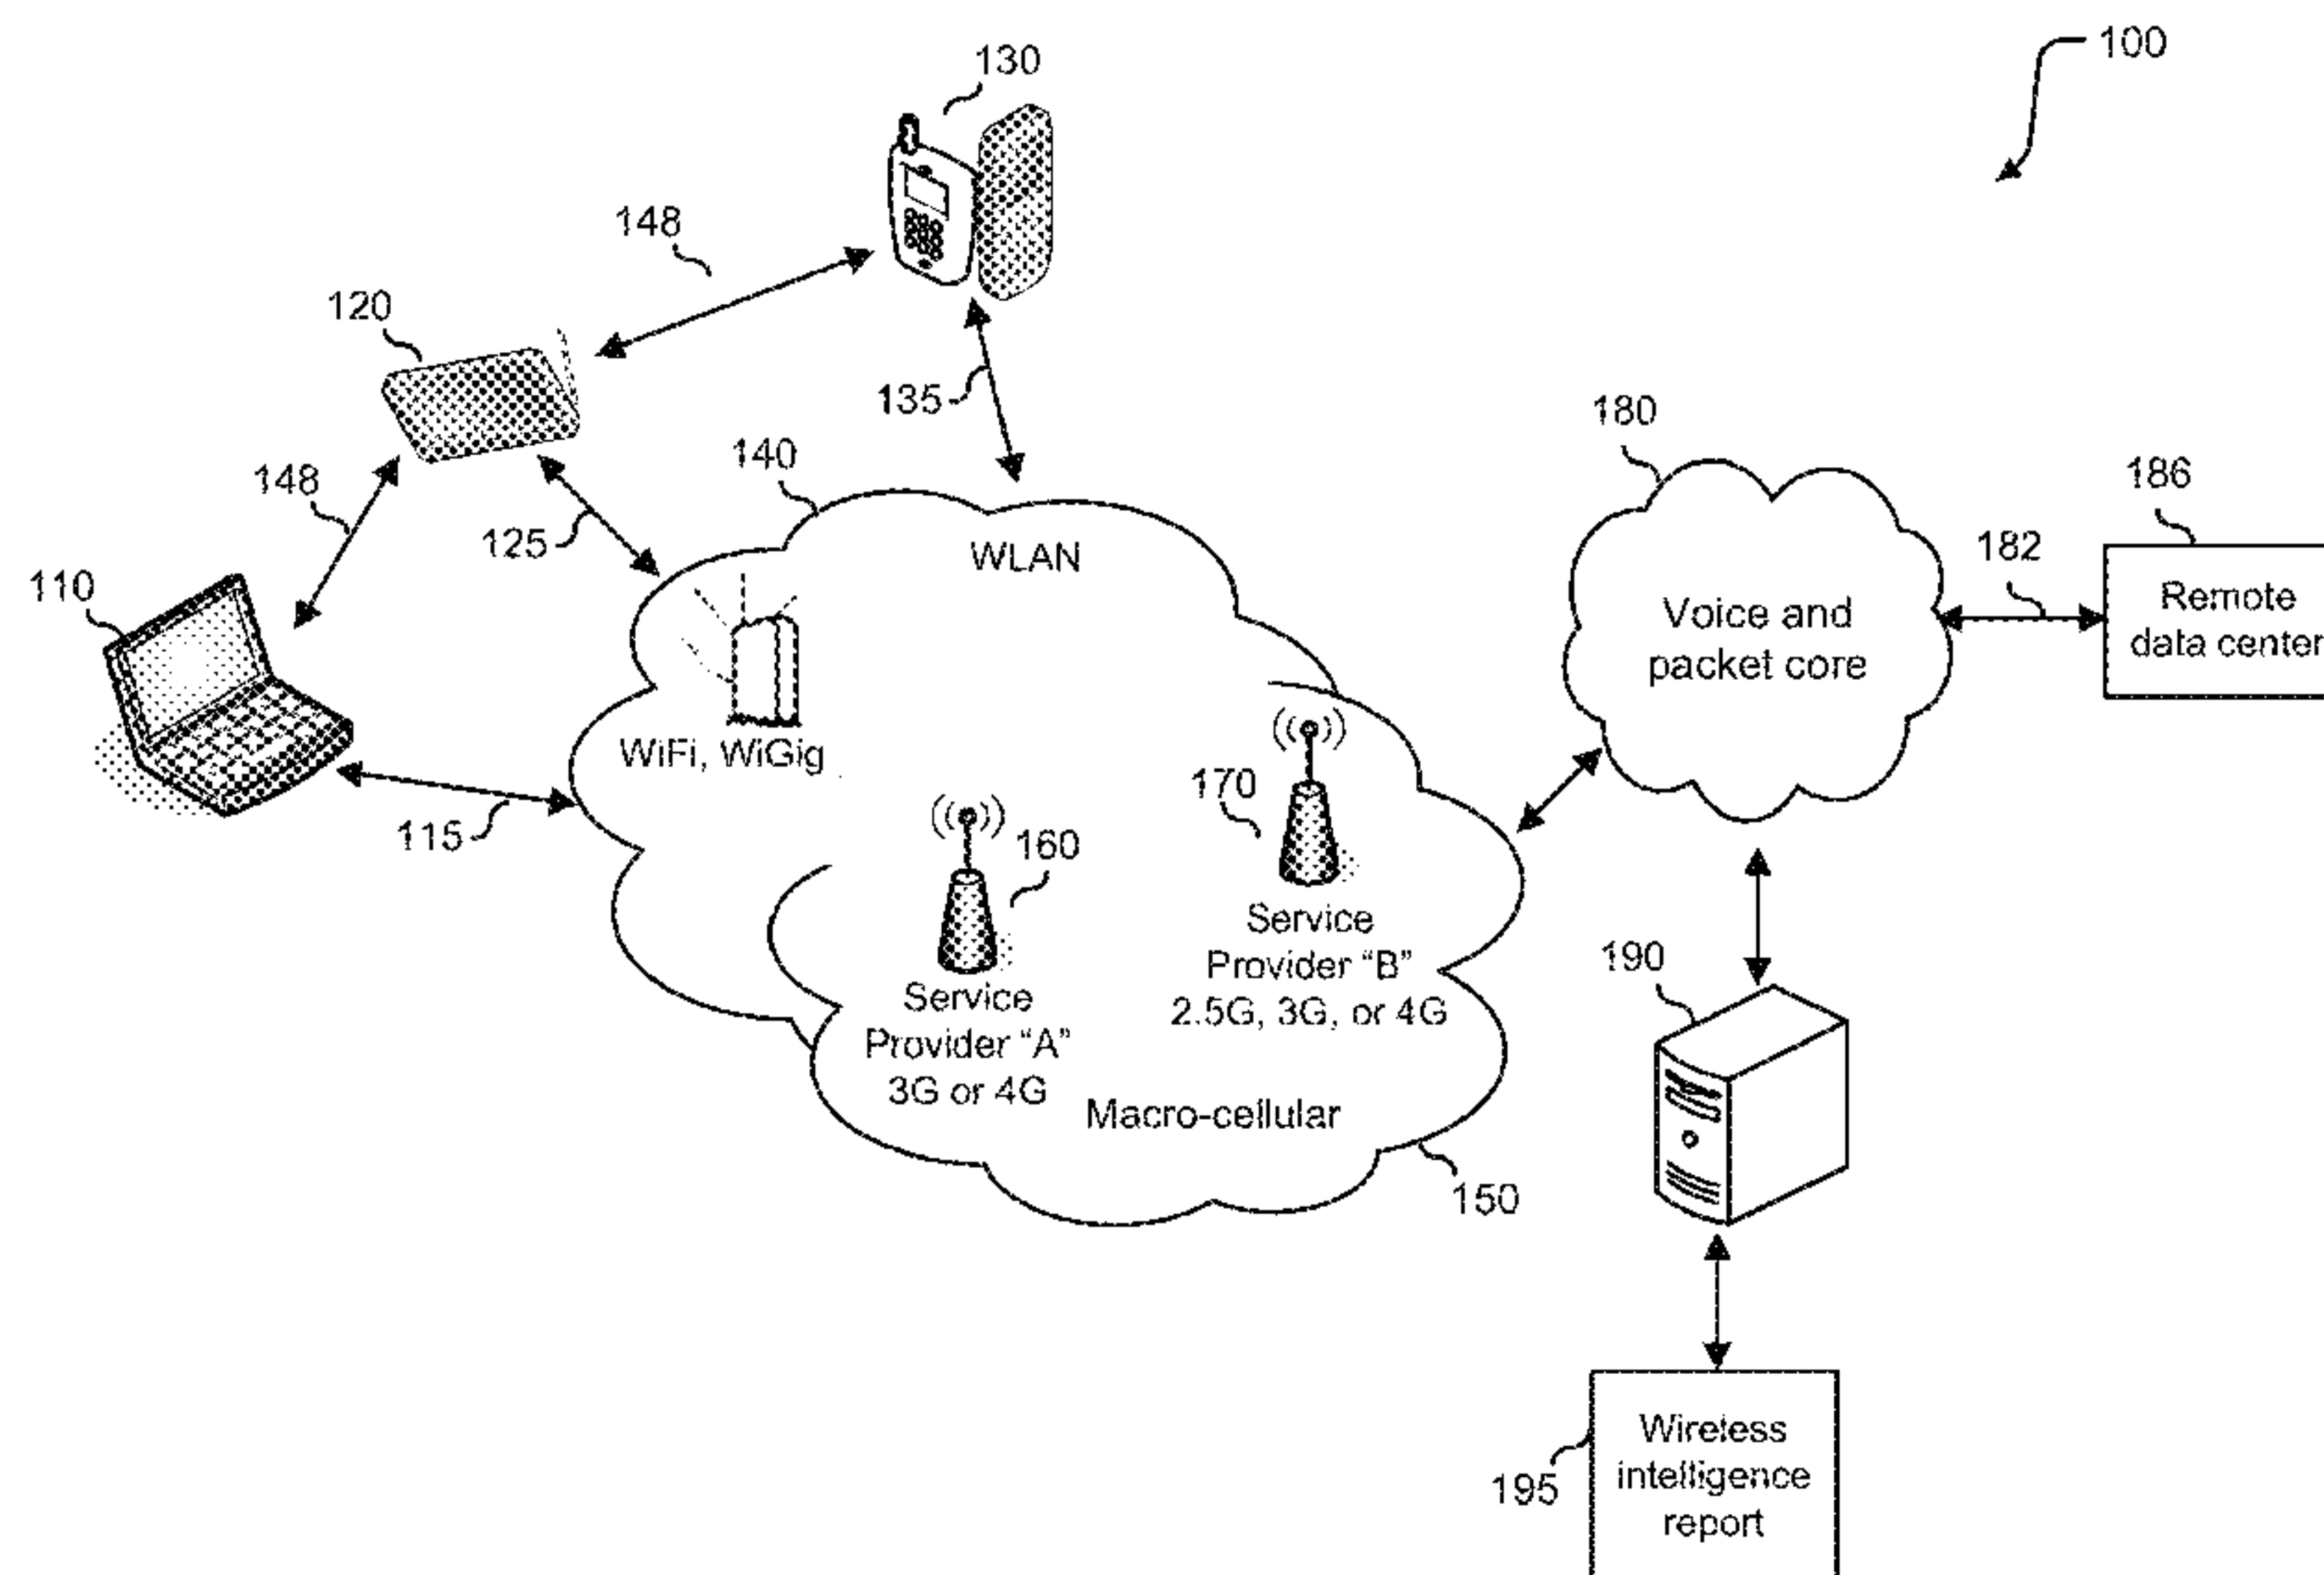 100
130
148
120
135
140
148
125
110
WLAN
180
186
182
Remote
data center
Voice and
packet core
WiFi, WiGig
115
170
160
Service
Provider “B”
2.5G, 3G, or 4G
Service
Provider “A”
3G or 4G
190
Macro-cellular
150
Wireless
intelligence
report
195